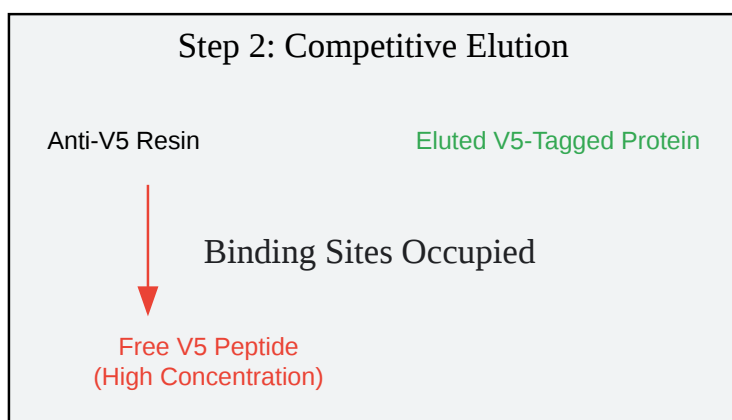 Step 2: Competitive Elution
Anti-V5 Resin
Eluted V5-Tagged Protein
Binding Sites Occupied
Free V5 Peptide
(High Concentration)